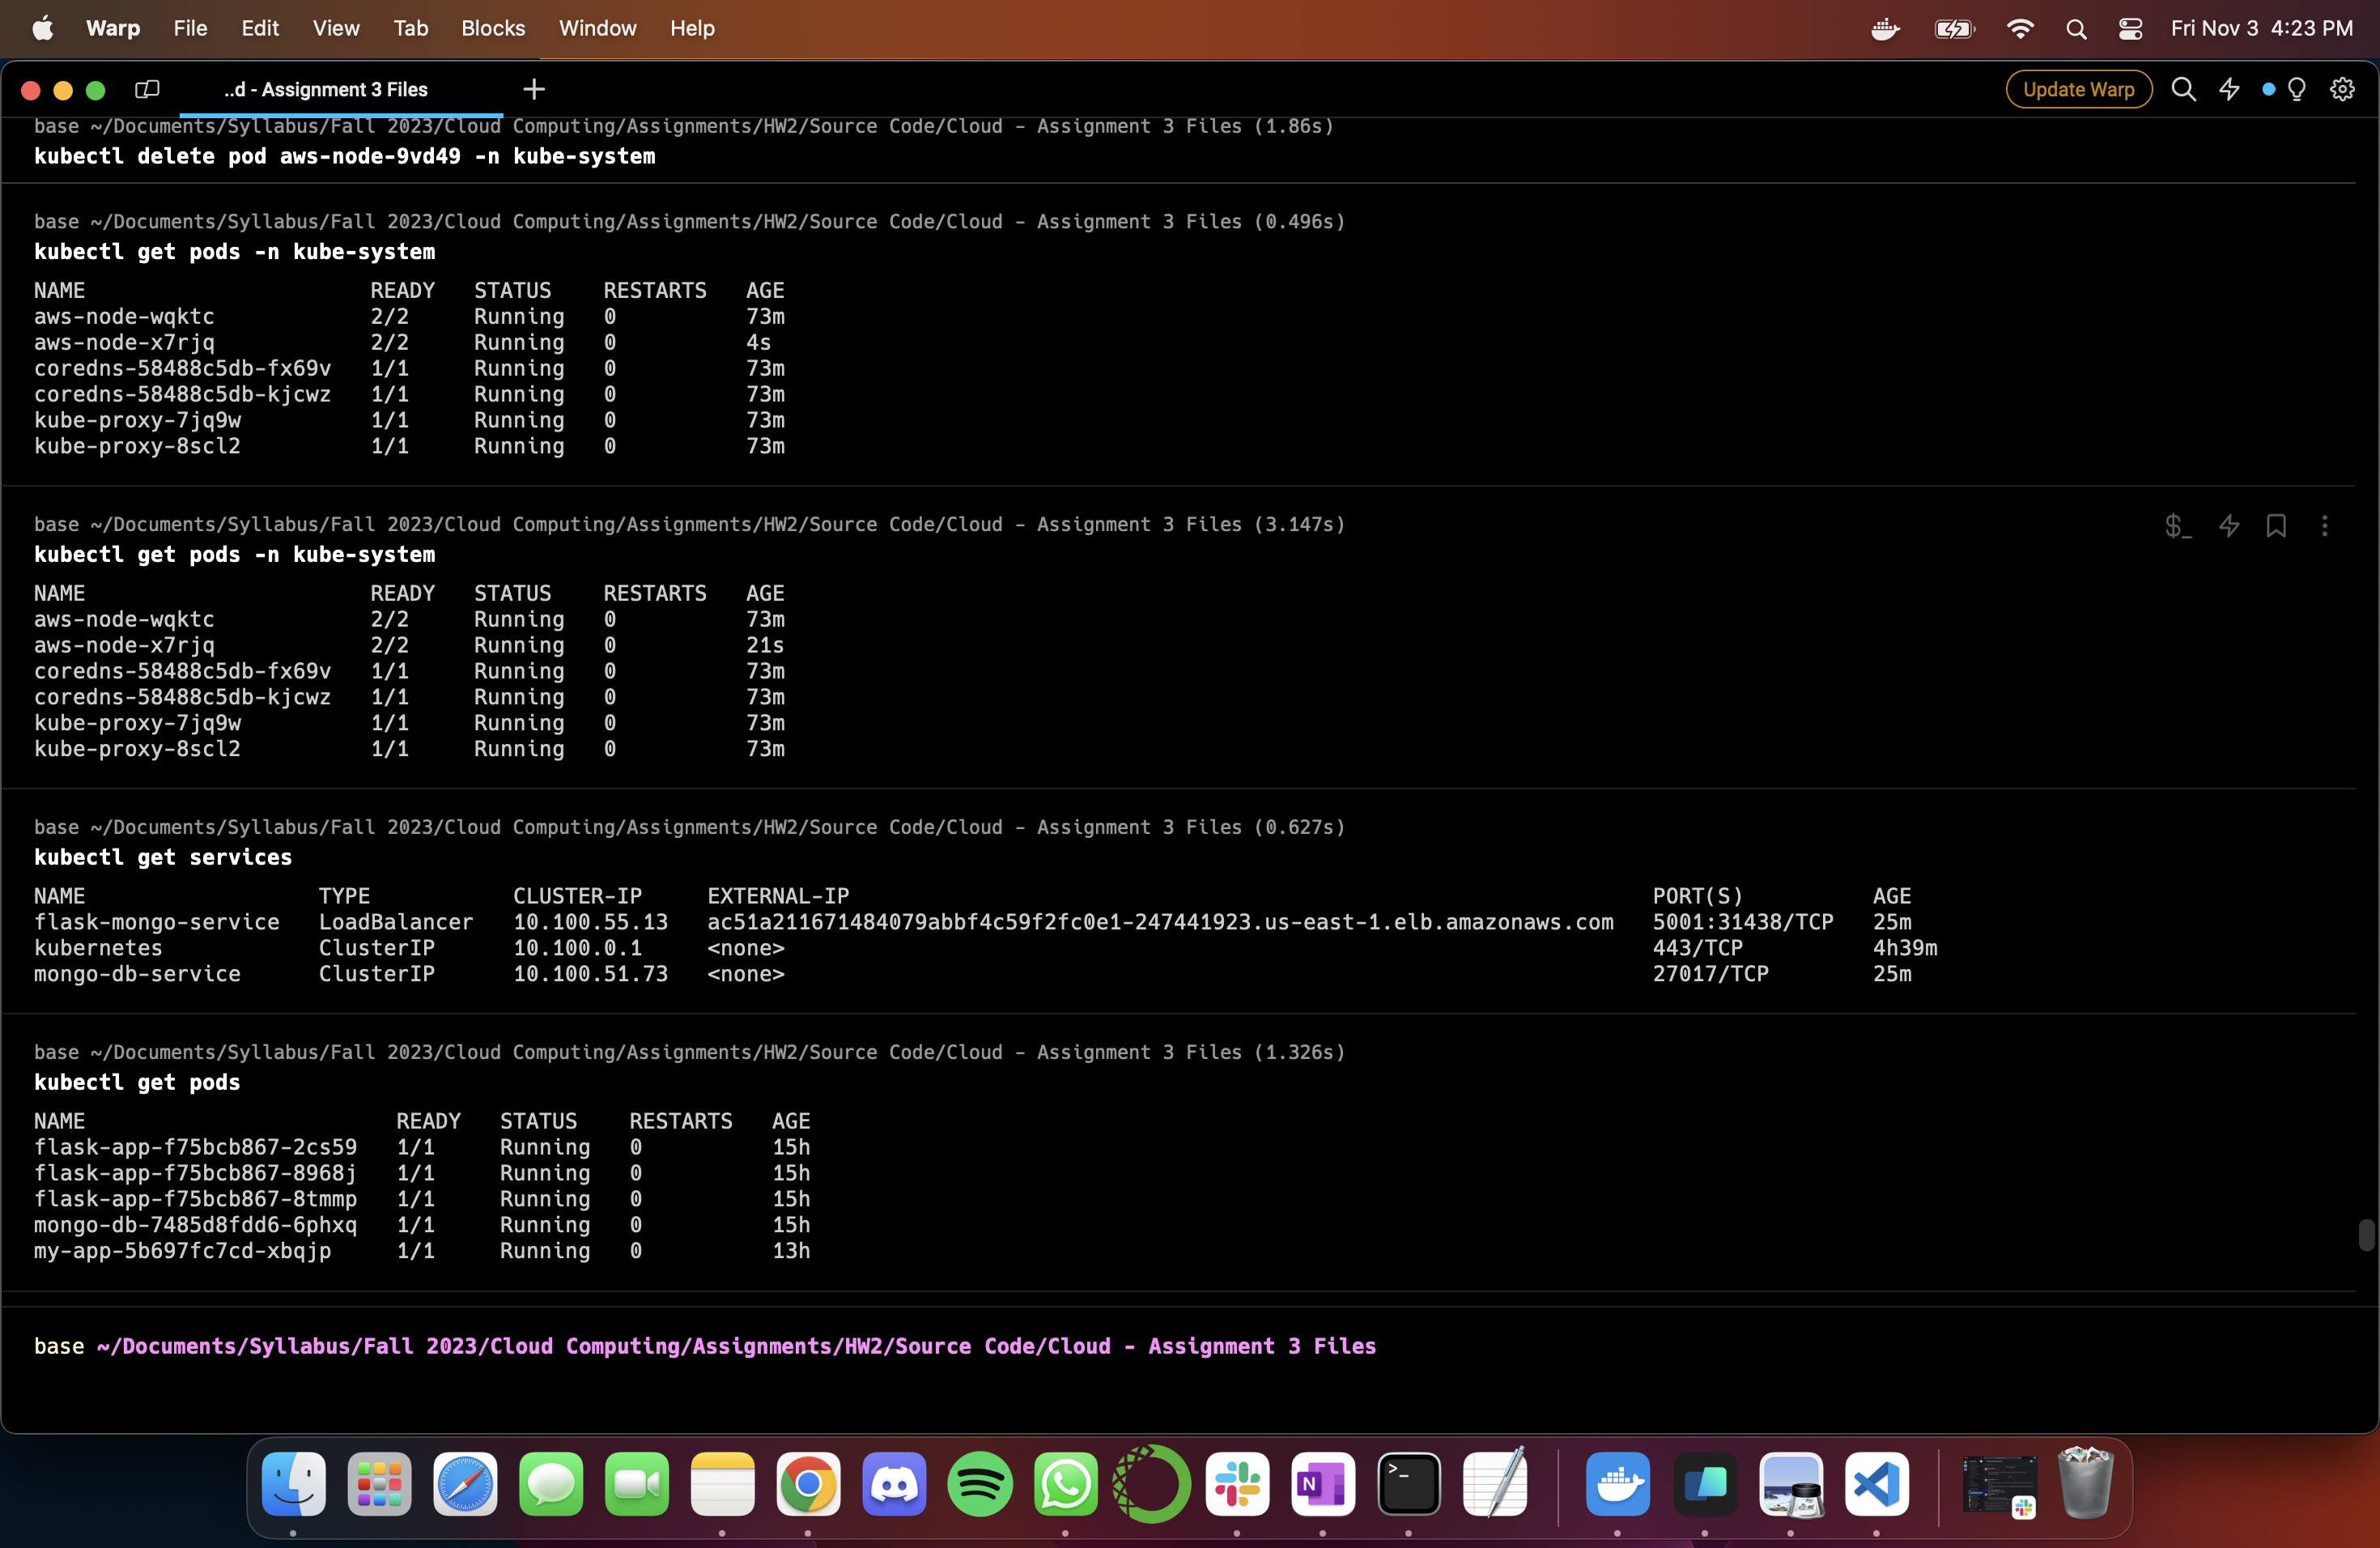 Warp File Edit View Tab Blocks Window Help Fri Nov 3 4:23 PM
..d - Assignment 3 Files Update Warp
base ~/Documents/Syllabus/Fall 2023/Cloud Computing/Assignments/HW2/Source Code/Cloud - Assignment 3 Files (1.86s)
kubectl delete pod aws-node-9vd49 -n kube-system
base ~/Documents/Syllabus/Fall 2023/Cloud Computing/Assignments/HW2/Source Code/Cloud - Assignment 3 Files (0.496s)
kubectl get pods -n kube-system
NAME READY STATUS RESTARTS AGE
aws-node-wqktc 2/2 Running 0 73m
aws-node-x7rjq 2/2 Running 0 4s
coredns-58488c5db-fx69v 1/1 Running 0 73m
coredns-58488c5db-kjcwz 1/1 Running 0 73m
kube-proxy-7jq9w 1/1 Running 0 73m
kube-proxy-8scl2 1/1 Running 0 73m
base ~/Documents/Syllabus/Fall 2023/Cloud Computing/Assignments/HW2/Source Code/Cloud - Assignment 3 Files (3.147s)
$_
kubectl get pods -n kube-system
NAME READY STATUS RESTARTS AGE
aws-node-wqktc 2/2 Running 0 73m
aws-node-x7rjq 2/2 Running 0 21s
coredns-58488c5db-fx69v 1/1 Running 0 73m
coredns-58488c5db-kjcwz 1/1 Running 0 73m
kube-proxy-7jq9w 1/1 Running 0 73m
kube-proxy-8scl2 1/1 Running 0 73m
base ~/Documents/Syllabus/Fall 2023/Cloud Computing/Assignments/HW2/Source Code/Cloud - Assignment 3 Files (0.627s)
kubectl get services
NAME TYPE CLUSTER-IP EXTERNAL-IP PORT(S) AGE
flask-mongo-service LoadBalancer 10.100.55.13 ac51a211671484079abbf4c59f2fc0e1-247441923.us-east-1.elb.amazonaws.com 5001:31438/TCP 25m
kubernetes ClusterIP 10.100.0.1 <none> 443/TCP 4h39m
mongo-db-service ClusterIP 10.100.51.73 <none> 27017/TCP 25m
base ~/Documents/Syllabus/Fall 2023/Cloud Computing/Assignments/HW2/Source Code/Cloud - Assignment 3 Files (1.326s)
kubectl get pods
NAME READY STATUS RESTARTS AGE
flask-app-f75bcb867-2cs59 1/1 Running 0 15h
flask-app-f75bcb867-8968j 1/1 Running 0 15h
flask-app-f75bcb867-8tmmp 1/1 Running 0 15h
mongo-db-7485d8fdd6-6phxq 1/1 Running 0 15h
my-app-5b697fc7cd-xbqjp 1/1 Running 0 13h
base ~/Documents/Syllabus/Fall 2023/Cloud Computing/Assignments/HW2/Source Code/Cloud - Assignment 3 Files